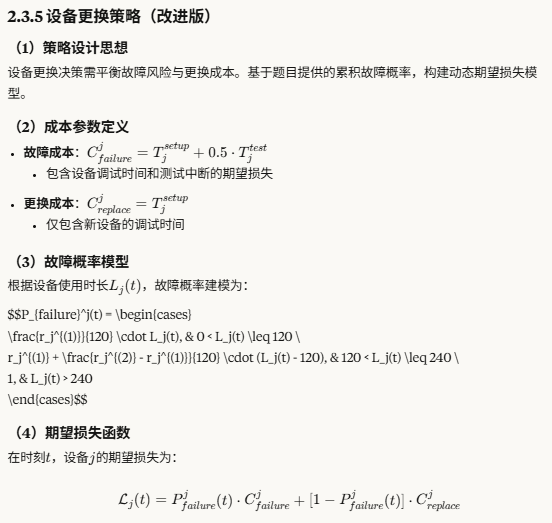 2.3.5 设备更换策略（改进版）
（1）策略设计思想
设备更换决策需平衡故障风险与更换成本。基于题目提供的累积故障概率，构建动态期望损失模
型。
（2）成本参数定义
• 故障成本：C_{failure}^j = T_j^{setup} + 0.5 · T_j^{test}
• 包含设备调试时间和测试中断的期望损失
• 更换成本：C_{replace}^j = T_j^{setup}
• 仅包含新设备的调试时间
（3）故障概率模型
根据设备使用时长L_j(t)，故障概率建模为：
$$P_{failure}^j(t) = \begin{cases}
\frac{r_j^{(1)}}{120} \cdot L_j(t), & 0 < L_j(t) \leq 120 \
r_j^{(1)} + \frac{r_j^{(2)} - r_j^{(1)}}{120} \cdot (L_j(t) - 120), & 120 < L_j(t) \leq 240 \
1, & L_j(t) > 240
\end{cases}$$
（4）期望损失函数
在时刻t，设备j的期望损失为：
ℒ_j(t) = P_{failure}^j(t) · C_{failure}^j + [1 − P_{failure}^j(t)] · C_{replace}^j